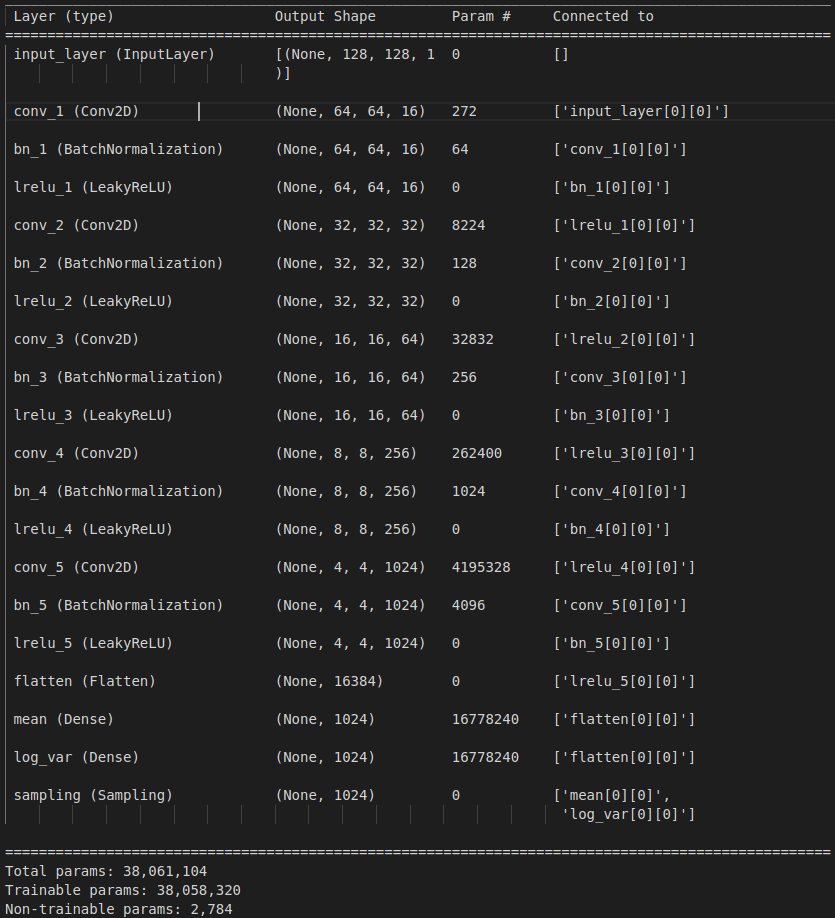 Layer (type) Output Shape Param # Connected to
==================================================================================================
input_layer (InputLayer) [(None, 128, 128, 1 0 []
)]
conv_1 (Conv2D) (None, 64, 64, 16) 272 ['input_layer[0][0]']
bn_1 (BatchNormalization) (None, 64, 64, 16) 64 ['conv_1[0][0]']
lrelu_1 (LeakyReLU) (None, 64, 64, 16) 0 ['bn_1[0][0]']
conv_2 (Conv2D) (None, 32, 32, 32) 8224 ['lrelu_1[0][0]']
bn_2 (BatchNormalization) (None, 32, 32, 32) 128 ['conv_2[0][0]']
lrelu_2 (LeakyReLU) (None, 32, 32, 32) 0 ['bn_2[0][0]']
conv_3 (Conv2D) (None, 16, 16, 64) 32832 ['lrelu_2[0][0]']
bn_3 (BatchNormalization) (None, 16, 16, 64) 256 ['conv_3[0][0]']
lrelu_3 (LeakyReLU) (None, 16, 16, 64) 0 ['bn_3[0][0]']
conv_4 (Conv2D) (None, 8, 8, 256) 262400 ['lrelu_3[0][0]']
bn_4 (BatchNormalization) (None, 8, 8, 256) 1024 ['conv_4[0][0]']
lrelu_4 (LeakyReLU) (None, 8, 8, 256) 0 ['bn_4[0][0]']
conv_5 (Conv2D) (None, 4, 4, 1024) 4195328 ['lrelu_4[0][0]']
bn_5 (BatchNormalization) (None, 4, 4, 1024) 4096 ['conv_5[0][0]']
lrelu_5 (LeakyReLU) (None, 4, 4, 1024) 0 ['bn_5[0][0]']
flatten (Flatten) (None, 16384) 0 ['lrelu_5[0][0]']
mean (Dense) (None, 1024) 16778240 ['flatten[0][0]']
log_var (Dense) (None, 1024) 16778240 ['flatten[0][0]']
sampling (Sampling) (None, 1024) 0 ['mean[0][0]',
'log_var[0][0]']
==================================================================================================
Total params: 38,061,104
Trainable params: 38,058,320
Non-trainable params: 2,784